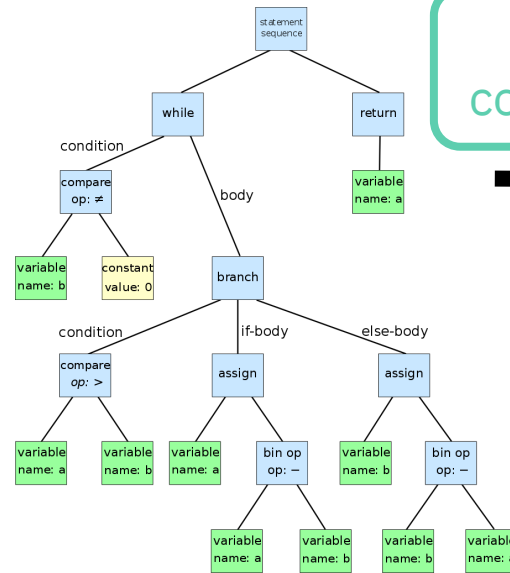 statement
sequence
while
return
condition
compare
op: ≠
body
variable
name: a
variable
name: b
constant
value: 0
branch
condition
if-body
else-body
compare
op: >
assign
assign
variable
name: a
variable
name: b
variable
name: a
bin op
op: −
variable
name: b
bin op
op: −
variable
name: a
variable
name: b
variable
name: b
variable
name: a